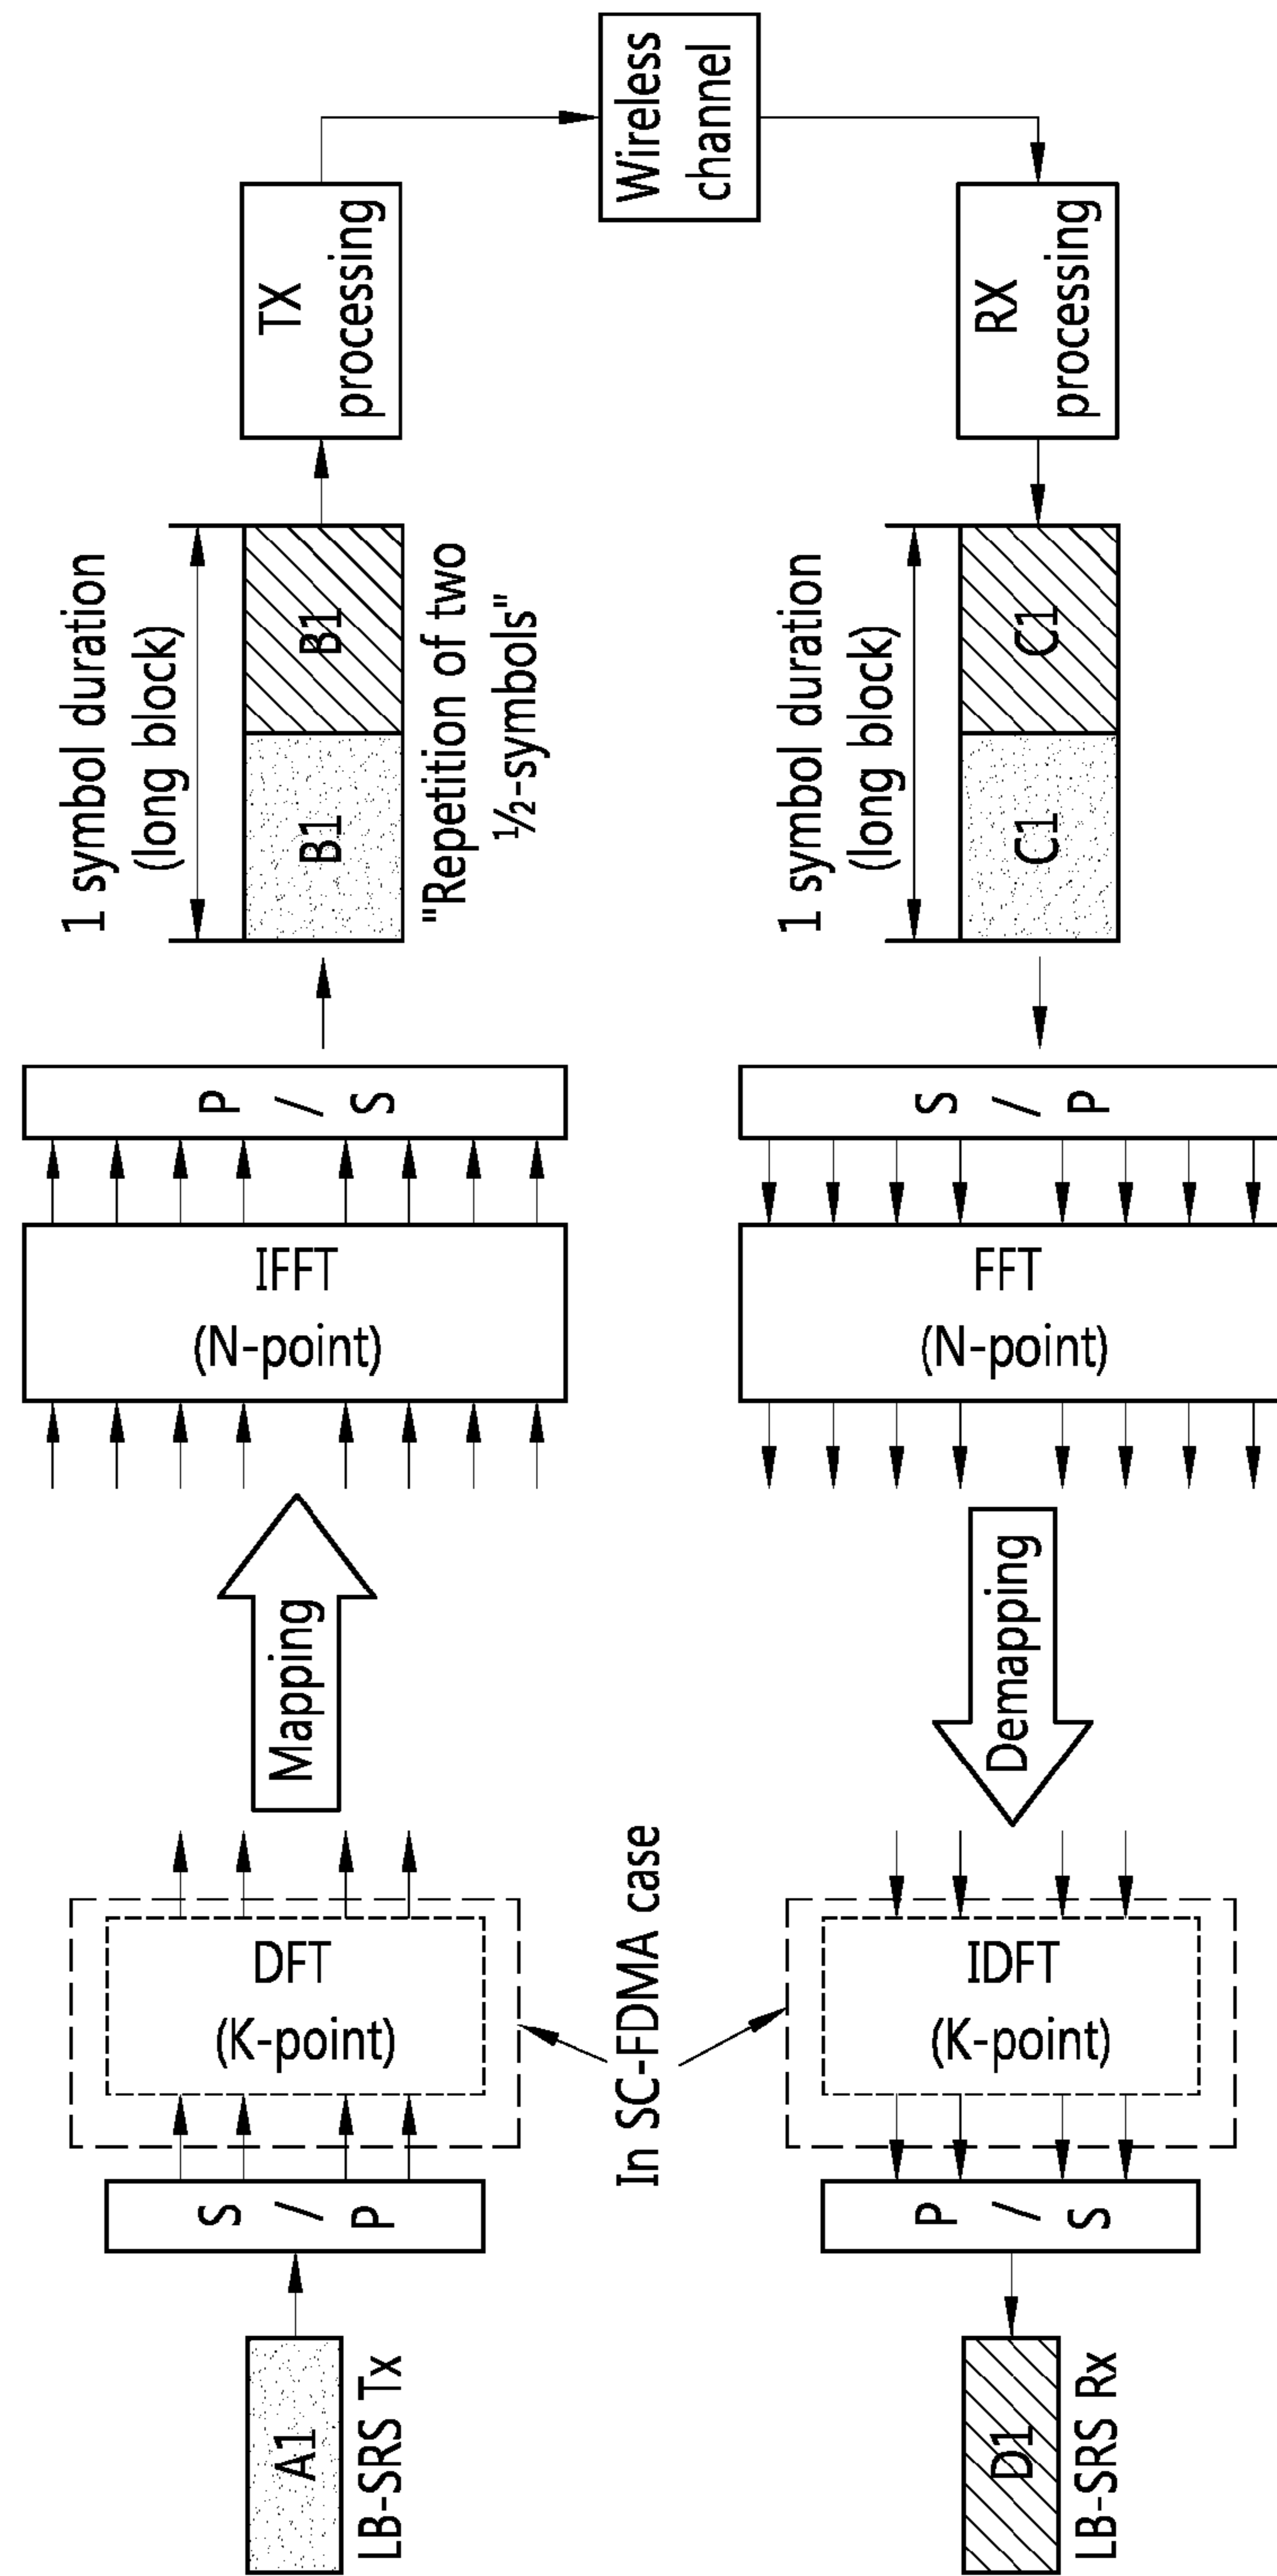 A1
LB-SRS Tx
S
/
P
DFT
(K-point)
Mapping
IFFT
(N-point)
P
/
S
1 symbol duration
(long block)
B1
B1
"Repetition of two
½-symbols"
TX
processing
Wireless
channel
In SC-FDMA case
D1
LB-SRS Rx
P
/
S
IDFT
(K-point)
Demapping
FFT
(N-point)
S
/
P
1 symbol duration
(long block)
C1
C1
RX
processing